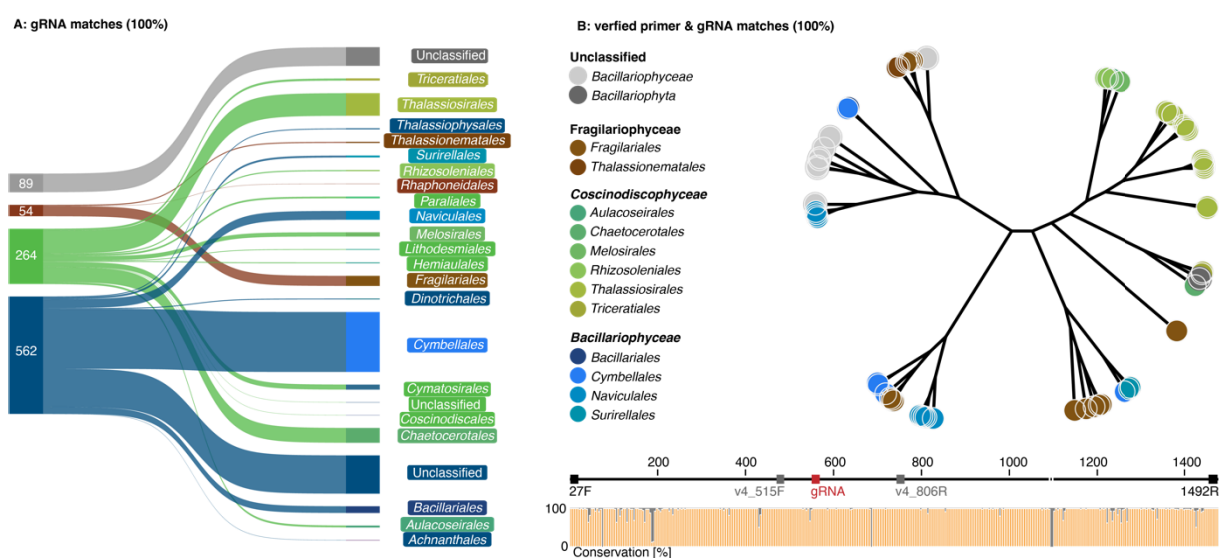 A: gRNA matches (100%)
Unclassified
Triceratiales
Thalassiosirales
Thalassiophysales
Thalassionematales
Surirellales
Rhizosoleniales
Rhaphoneidales
Paraliales
Naviculales
Melosirales
Lithodesmiales
Hemiaulales
Fragilariales
Dinotrichales
Cymbellales
Cymatosirales
Unclassified
Coscinodiscales
Chaetocerotales
Unclassified
Bacillariales
Aulacoseirales
Achnanthales
89
54
264
562
B: verfied primer & gRNA matches (100%)
Unclassified
Bacillariophyceae
Bacillariophyta
Fragilariophyceae
Fragilariales
Thalassionematales
Coscinodiscophyceae
Aulacoseirales
Chaetocerotales
Melosirales
Rhizosoleniales
Thalassiosirales
Triceratiales
Bacillariophyceae
Bacillariales
Cymbellales
Naviculales
Surirellales
200 400 600 800 1000 1200 1400
27F v4_515F gRNA v4_806R 1492R
100
0
Conservation [%]